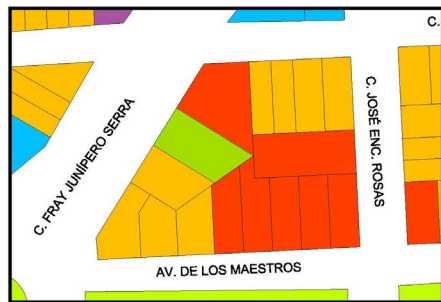 C.
C. FRAY JUNÍPERO SERRA
C. JOSÉ ENC. ROSAS
AV. DE LOS MAESTROS